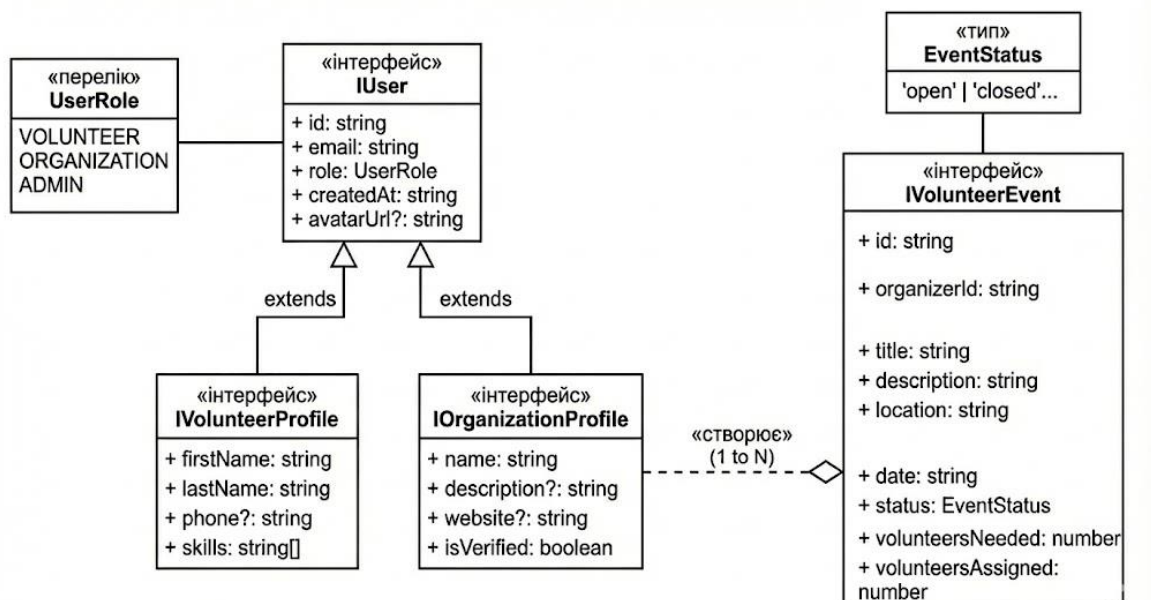 «перелік»
UserRole
VOLUNTEER
ORGANIZATION
ADMIN
«інтерфейс»
IUser
+ id: string
+ email: string
+ role: UserRole
+ createdAt: string
+ avatarUrl?: string
extends
extends
«інтерфейс»
IVolunteerProfile
+ firstName: string
+ lastName: string
+ phone?: string
+ skills: string[]
«інтерфейс»
IOrganizationProfile
+ name: string
+ description?: string
+ website?: string
+ isVerified: boolean
«створює»
(1 to N)
«тип»
EventStatus
'open' | 'closed'...
«інтерфейс»
IVolunteerEvent
+ id: string
+ organizerId: string
+ title: string
+ description: string
+ location: string
+ date: string
+ status: EventStatus
+ volunteersNeeded: number
+ volunteersAssigned:
number